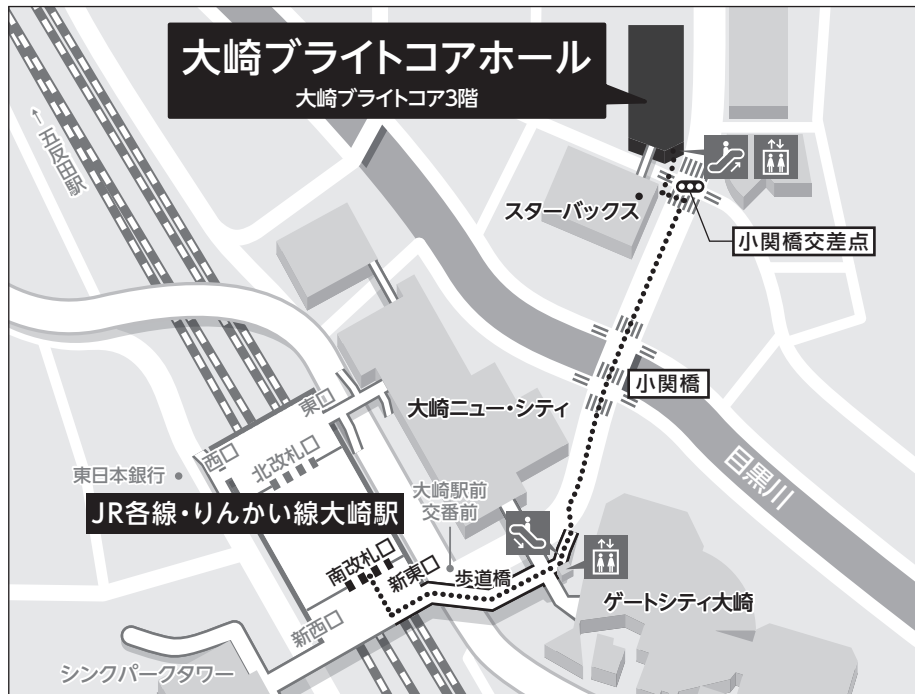 大崎ブライトコアホール
大崎ブライトコア3階
←五反田駅
スターバックス
小関橋交差点
小関橋
大崎ニュー・シティ
目黒川
東口
西口
北改札口
東日本銀行
JR各線・りんかい線大崎駅
大崎駅前
交番前
南改札口
新東口
歩道橋
ゲートシティ大崎
新西口
シンクパークタワー